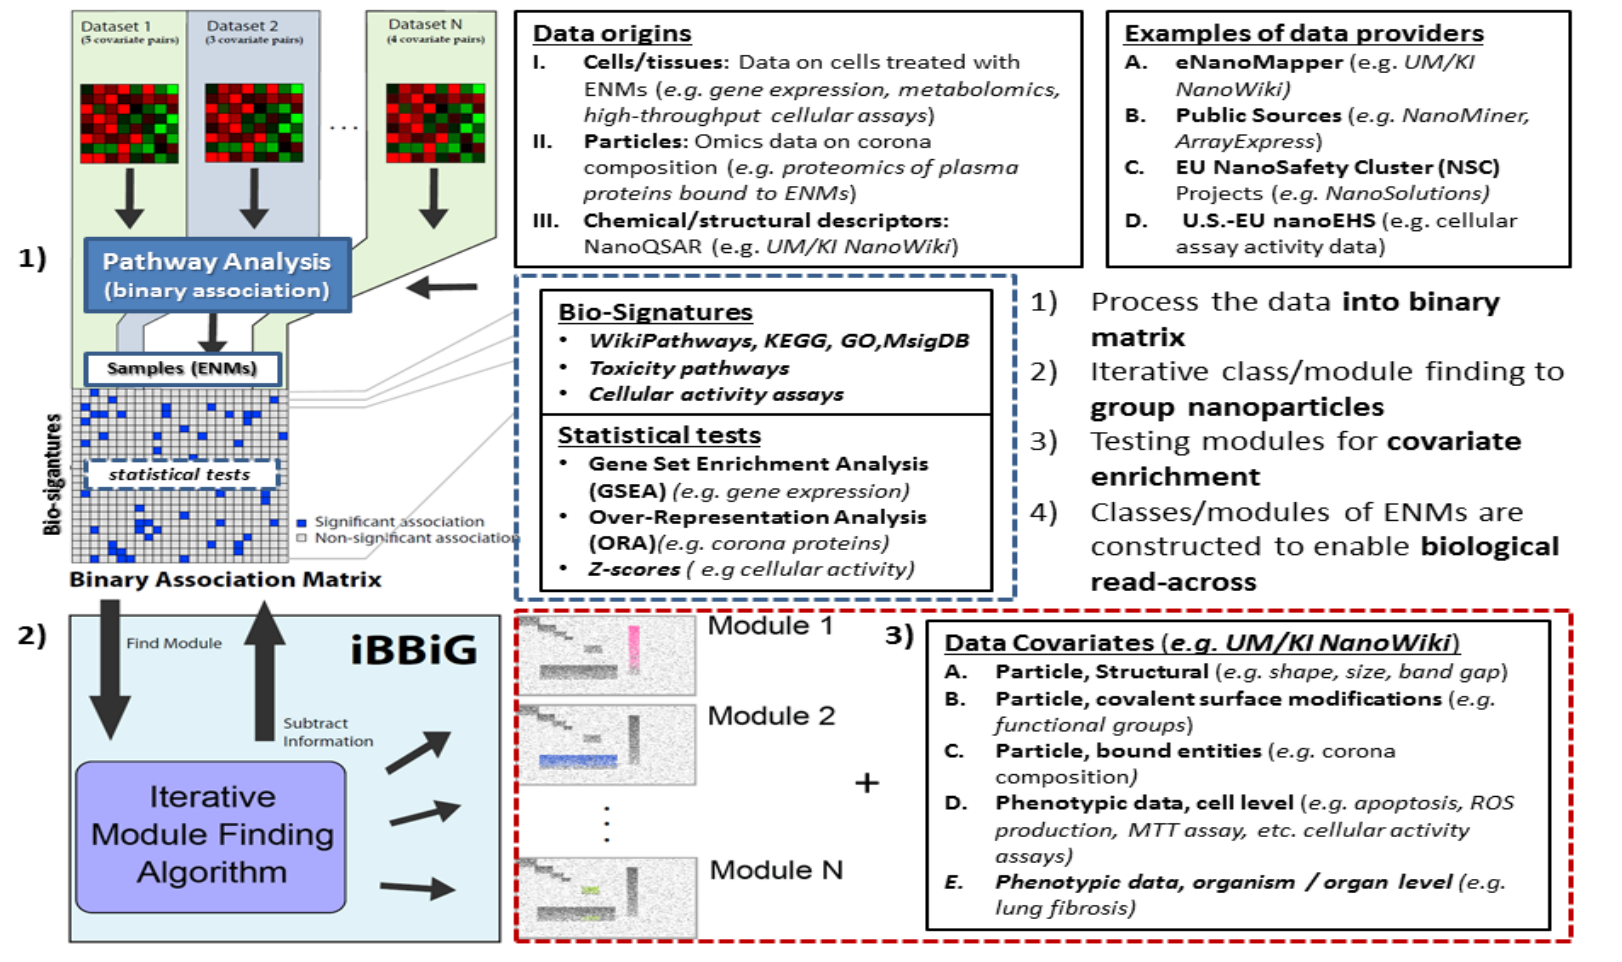 Dataset 1
(5 covariate pairs)
Dataset 2
(3 covariate pairs)
Dataset N
(4 covariate pairs)
. . .
1)
Pathway Analysis
(binary association)
Samples (ENMs)
Bio-sigantures
statistical tests
Significant association
Non-significant association
Binary Association Matrix
Data origins
I. Cells/tissues: Data on cells treated with
ENMs (e.g. gene expression, metabolomics,
high-throughput cellular assays)
II. Particles: Omics data on corona
composition (e.g. proteomics of plasma
proteins bound to ENMs)
III. Chemical/structural descriptors:
NanoQSAR (e.g. UM/KI NanoWiki)
Examples of data providers
A. eNanoMapper (e.g. UM/KI
NanoWiki)
B. Public Sources (e.g. NanoMiner,
ArrayExpress)
C. EU NanoSafety Cluster (NSC)
Projects (e.g. NanoSolutions)
D. U.S.-EU nanoEHS (e.g. cellular
assay activity data)
Bio-Signatures
• WikiPathways, KEGG, GO,MsigDB
• Toxicity pathways
• Cellular activity assays
Statistical tests
• Gene Set Enrichment Analysis
(GSEA) (e.g. gene expression)
• Over-Representation Analysis
(ORA)(e.g. corona proteins)
• Z-scores ( e.g cellular activity)
1) Process the data into binary
matrix
2) Iterative class/module finding to
group nanoparticles
3) Testing modules for covariate
enrichment
4) Classes/modules of ENMs are
constructed to enable biological
read-across
2)
Find Module
iBBiG
Subtract
Information
Iterative
Module Finding
Algorithm
Module 1
Module 2
Module N
+
3)
Data Covariates (e.g. UM/KI NanoWiki)
A. Particle, Structural (e.g. shape, size, band gap)
B. Particle, covalent surface modifications (e.g.
functional groups)
C. Particle, bound entities (e.g. corona
composition)
D. Phenotypic data, cell level (e.g. apoptosis, ROS
production, MTT assay, etc. cellular activity
assays)
E. Phenotypic data, organism / organ level (e.g.
lung fibrosis)